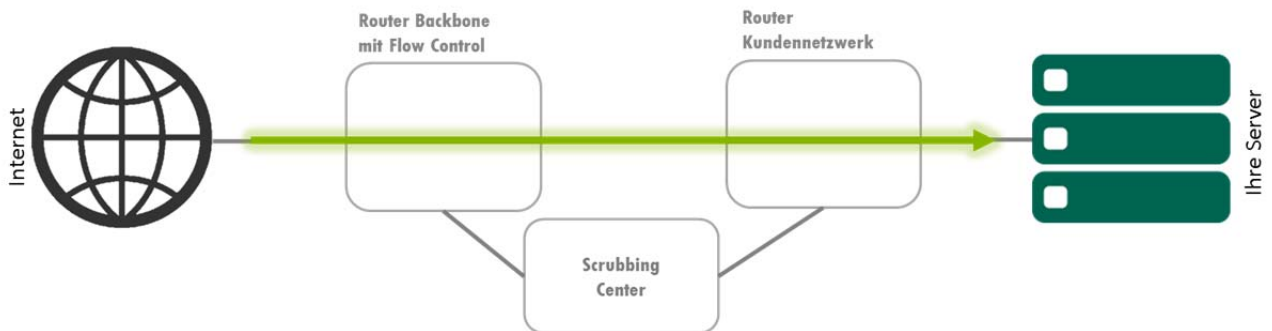 Internet
Router Backbone
mit Flow Control
Router
Kundennetzwerk
Scrubbing
Center
Ihre Server